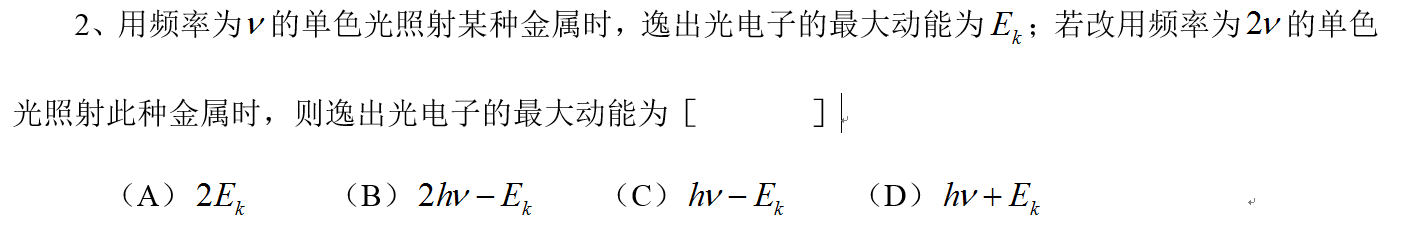 2、用频率为ν的单色光照射某种金属时，逸出光电子的最大动能为E_k；若改用频率为2ν的单色
光照射此种金属时，则逸出光电子的最大动能为［　　　］
（A）2E_k （B）2hν－E_k （C）hν－E_k （D）hν＋E_k